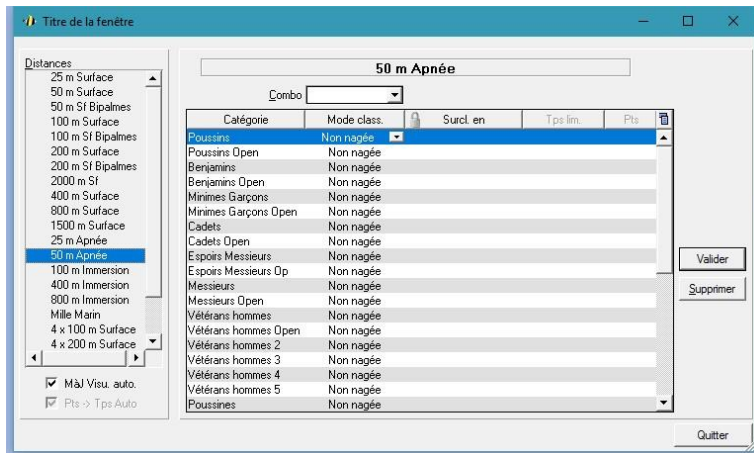 Titre de la fenêtre
Distances
25 m Surface
50 m Surface
50 m Sf Bipalmes
100 m Surface
100 m Sf Bipalmes
200 m Surface
200 m Sf Bipalmes
2000 m Sf
400 m Surface
800 m Surface
1500 m Surface
25 m Apnée
50 m Apnée
100 m Immersion
400 m Immersion
800 m Immersion
Mille Marin
4 x 100 m Surface
4 x 200 m Surface
MàJ Visu. auto.
Pts -> Tps Auto
50 m Apnée
Combo
Catégorie Mode class. Surcl. en Tps lim. Pts
Poussins Non nagée
Poussins Open Non nagée
Benjamins Non nagée
Benjamins Open Non nagée
Minimes Garçons Non nagée
Minimes Garçons Open Non nagée
Cadets Non nagée
Cadets Open Non nagée
Espoirs Messieurs Non nagée
Espoirs Messieurs Op Non nagée
Messieurs Non nagée
Messieurs Open Non nagée
Vétérans hommes Non nagée
Vétérans hommes Open Non nagée
Vétérans hommes 2 Non nagée
Vétérans hommes 3 Non nagée
Vétérans hommes 4 Non nagée
Vétérans hommes 5 Non nagée
Poussines Non nagée
Valider
Supprimer
Quitter